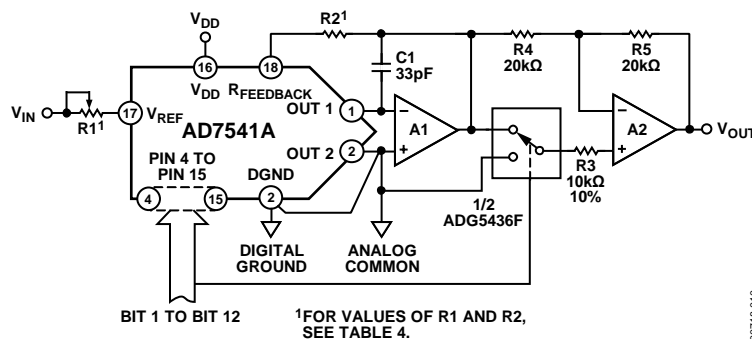 VDD
R2¹
R4
20kΩ
R5
20kΩ
C1
33pF
16
18
VDD
RFEEDBACK
VIN
R1¹
17
VREF
OUT 1
1
AD7541A
OUT 2
2
A1
A2
VOUT
PIN 4 TO
PIN 15
DGND
4
15
2
R3
10kΩ
10%
1/2
ADG5436F
DIGITAL
GROUND
ANALOG
COMMON
BIT 1 TO BIT 12
¹FOR VALUES OF R1 AND R2,
SEE TABLE 4.